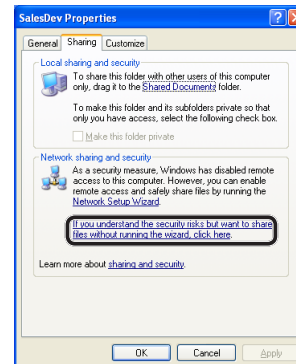 SalesDev Properties
General Sharing Customize
Local sharing and security
To share this folder with other users of this computer
only, drag it to the Shared Documents folder.
To make this folder and its subfolders private so that
only you have access, select the following check box.
Make this folder private
Network sharing and security
As a security measure, Windows has disabled remote
access to this computer. However, you can enable
remote access and safely share files by running the
Network Setup Wizard.
If you understand the security risks but want to share
files without running the wizard, click here.
Learn more about sharing and security.
OK Cancel Apply